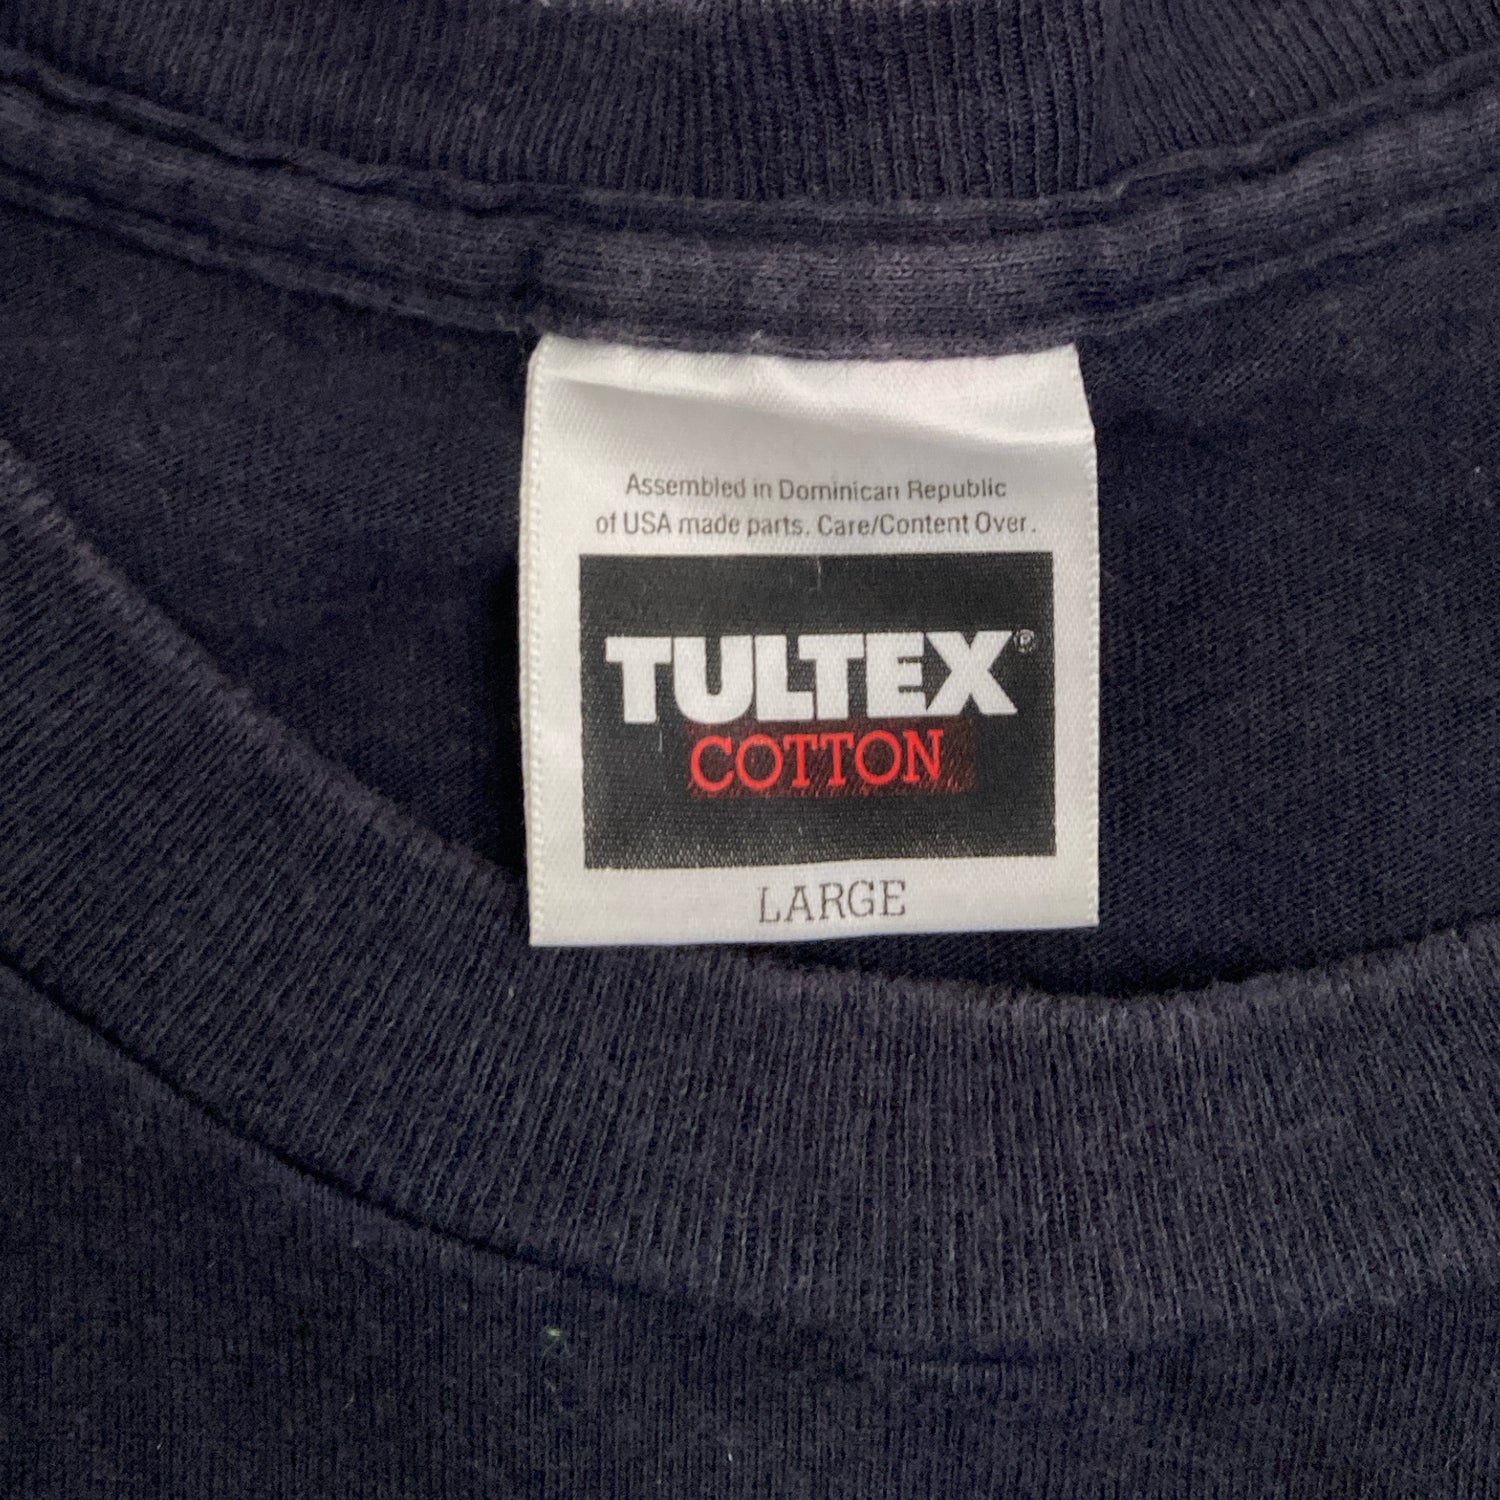 Assembled in Dominican Republic
of USA made parts. Care/Content Over.
TULTEX®
COTTON
LARGE